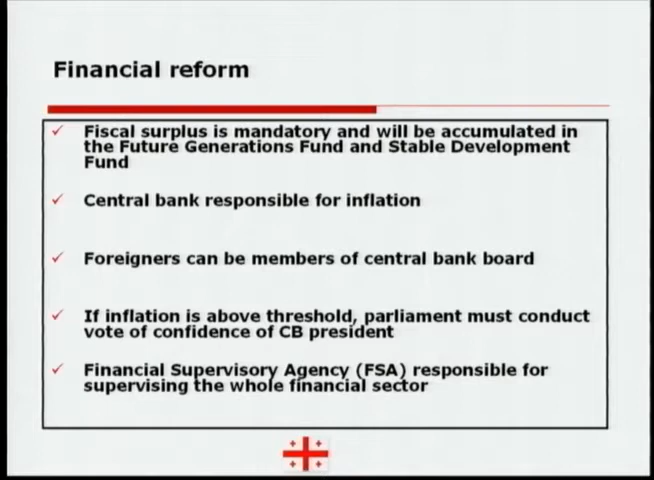 Financial reform
Fiscal surplus is mandatory and will be accumulated in
the Future Generations Fund and Stable Development
Fund
Central bank responsible for inflation
Foreigners can be members of central bank board
If inflation is above threshold, parliament must conduct
vote of confidence of CB president
Financial Supervisory Agency (FSA) responsible for
supervising the whole financial sector